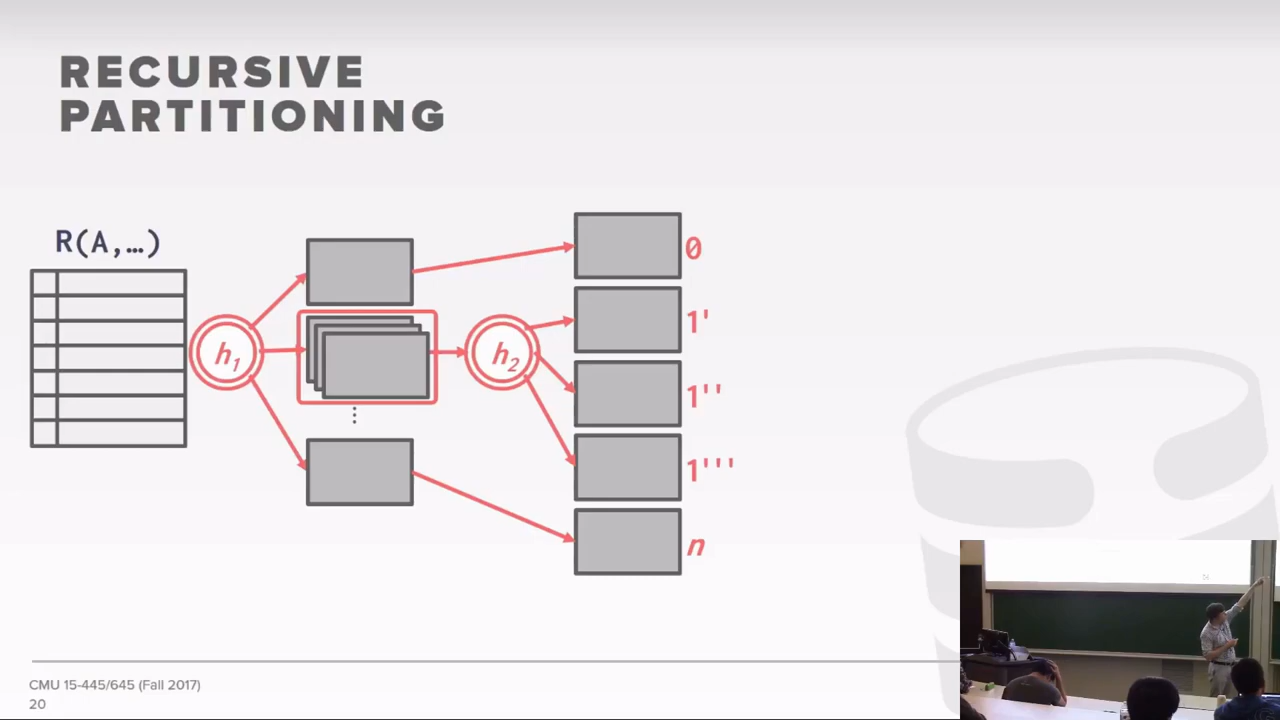 RECURSIVE
PARTITIONING
R(A,…)
h1
h2
0
1'
1''
1'''
n
CMU 15-445/645 (Fall 2017)
20